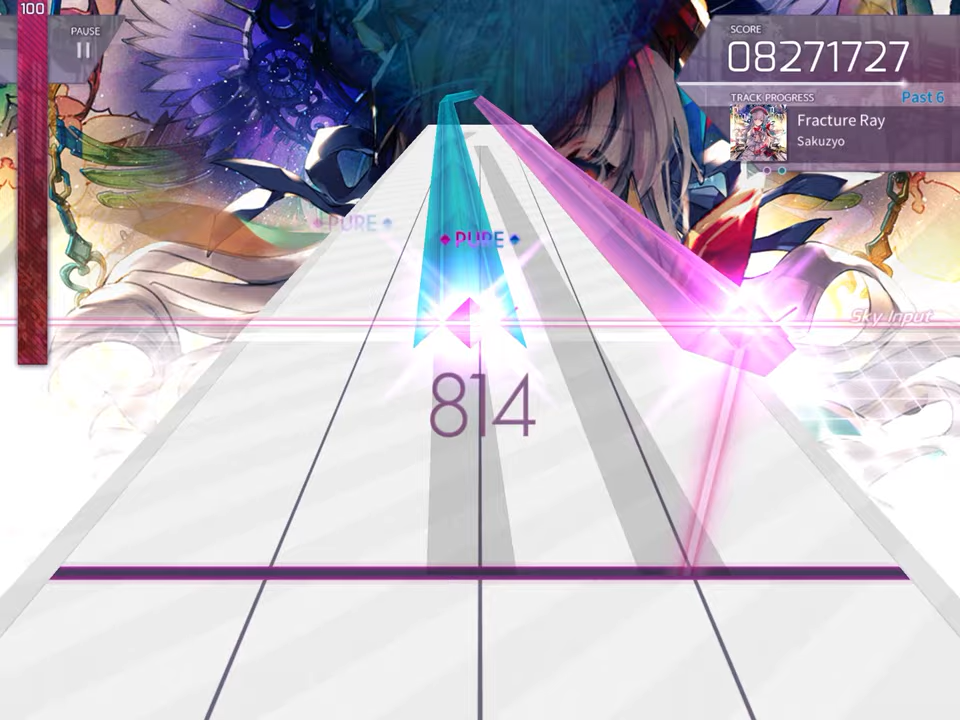 100
PAUSE
SCORE
08271727
TRACK PROGRESS
Past 6
Fracture Ray
Sakuzyo
PURE
PURE
Sky Input
814